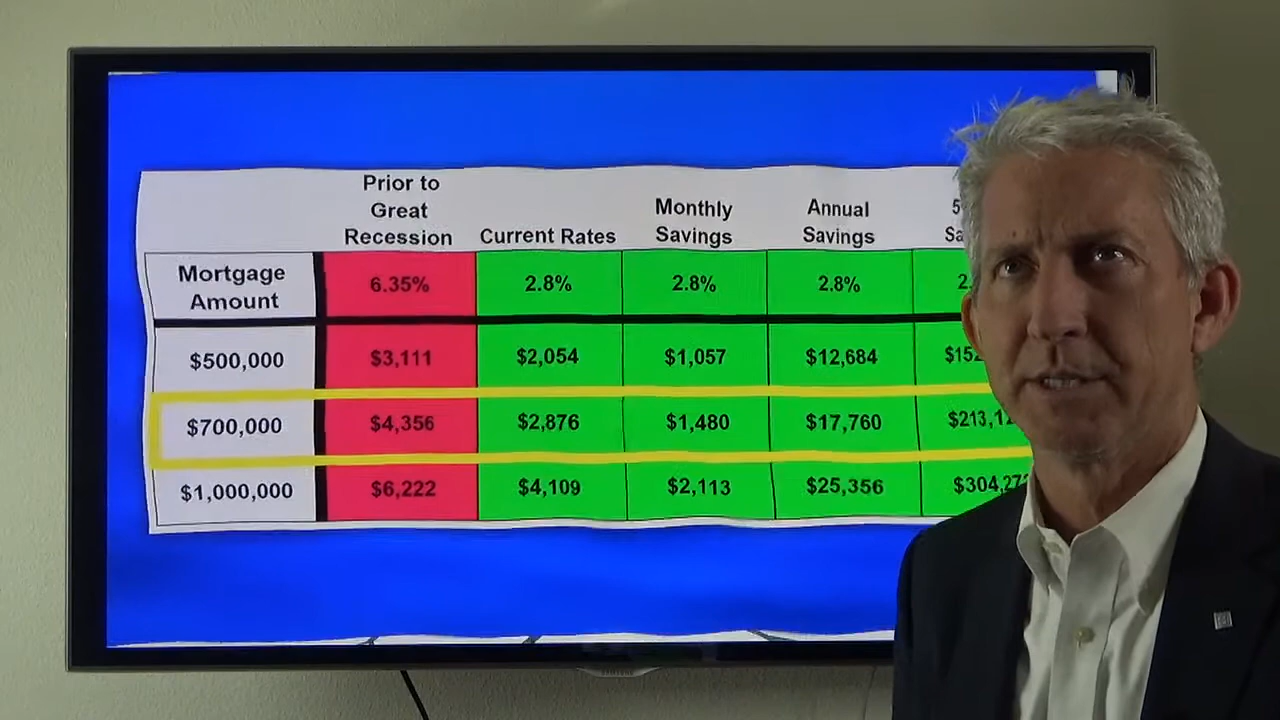 Prior to
Great
Recession
Current Rates
Monthly
Savings
Annual
Savings
Mortgage
Amount
6.35%
2.8%
2.8%
2.8%
$500,000
$3,111
$2,054
$1,057
$12,684
$700,000
$4,356
$2,876
$1,480
$17,760
$1,000,000
$6,222
$4,109
$2,113
$25,356
SAMSUNG